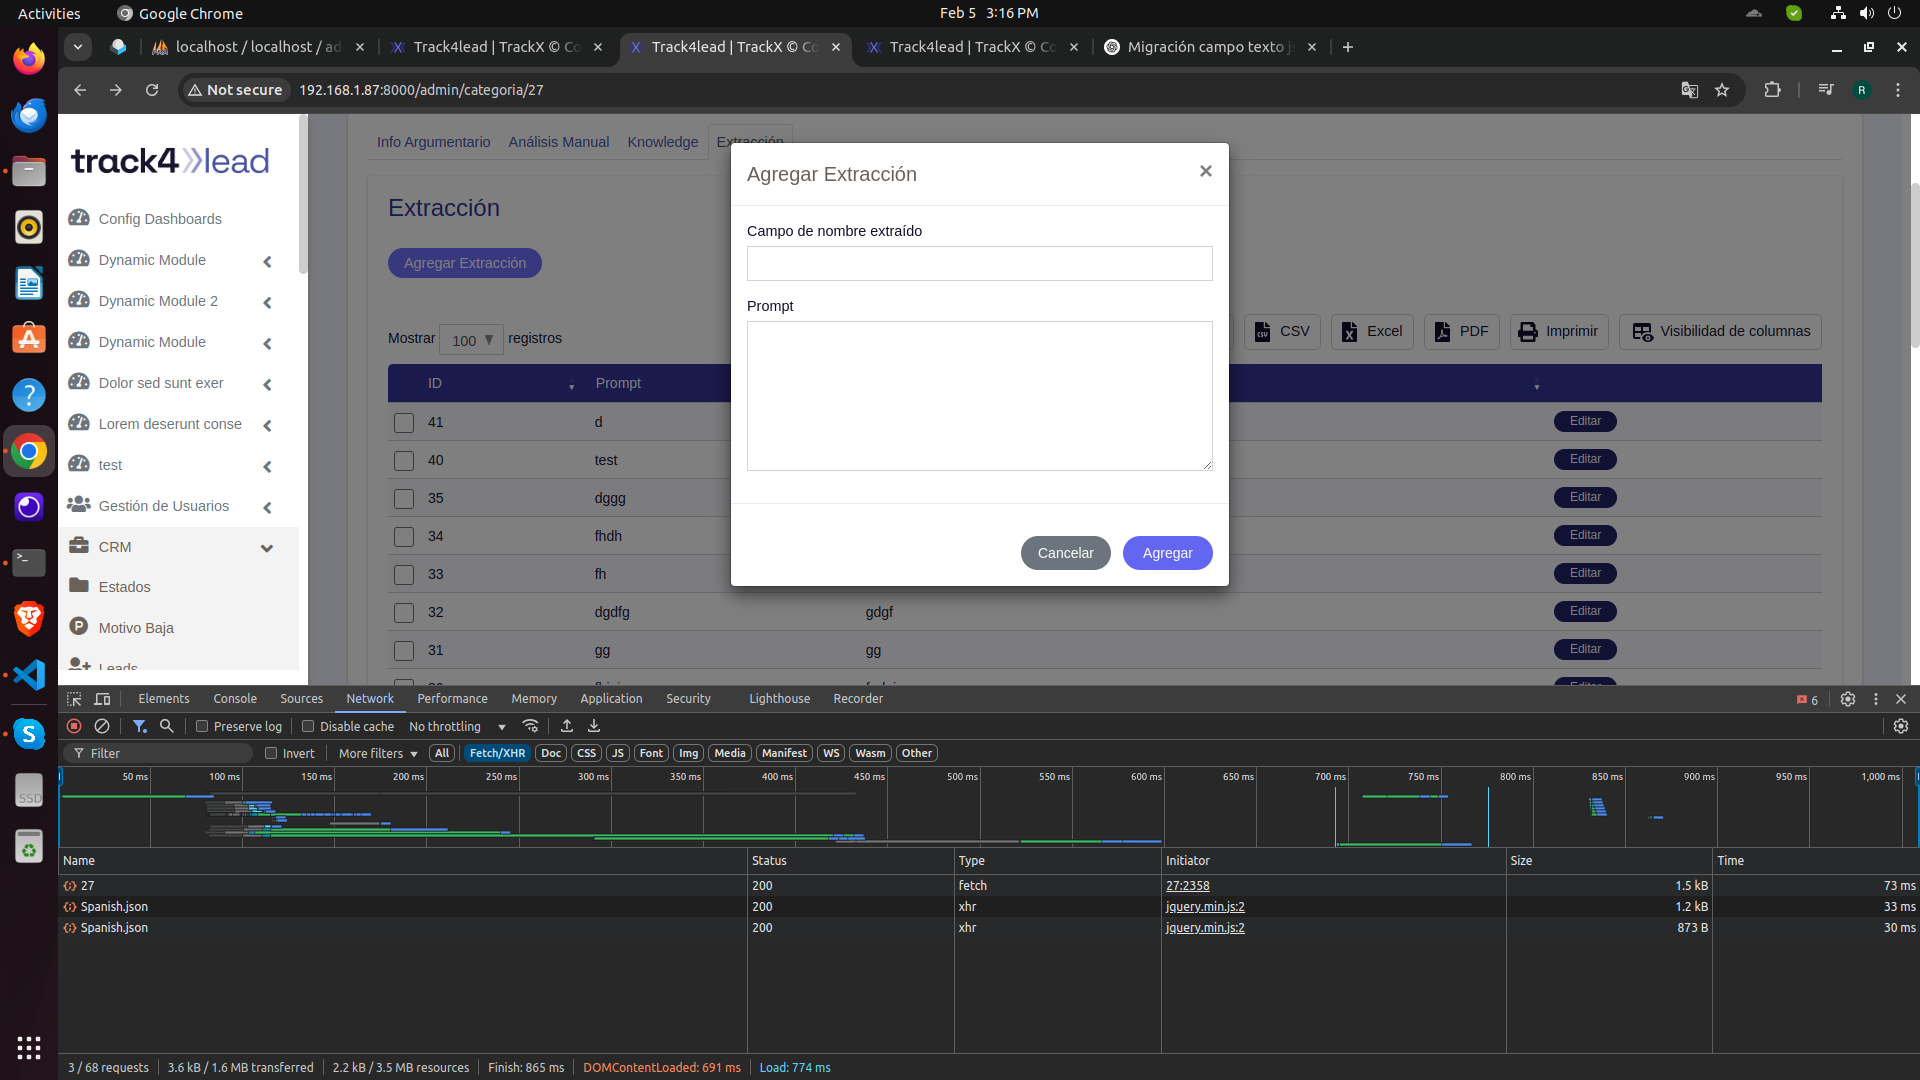 Activities
Google Chrome
Feb 5 3:16 PM
localhost / localhost / ad
Track4lead | TrackX © Co
Track4lead | TrackX © Co
Track4lead | TrackX © Co
Migración campo texto j
Not secure
192.168.1.87:8000/admin/categoria/27
R
track4lead
Config Dashboards
Dynamic Module
Dynamic Module 2
Dynamic Module
Dolor sed sunt exer
Lorem deserunt conse
test
Gestión de Usuarios
CRM
Estados
Motivo Baja
Leads
Info Argumentario
Análisis Manual
Knowledge
Extracción
Extracción
Agregar Extracción
Mostrar 100 registros
CSV
Excel
PDF
Imprimir
Visibilidad de columnas
ID
Prompt
41 d Editar
40 test Editar
35 dggg Editar
34 fhdh Editar
33 fh Editar
32 dgdfg gdgf Editar
31 gg gg Editar
Editar
Agregar Extracción
×
Campo de nombre extraído
Prompt
Cancelar
Agregar
Elements
Console
Sources
Network
Performance
Memory
Application
Security
Lighthouse
Recorder
6
Preserve log
Disable cache
No throttling
Filter
Invert
More filters
All
Fetch/XHR
Doc
CSS
JS
Font
Img
Media
Manifest
WS
Wasm
Other
50 ms
100 ms
150 ms
200 ms
250 ms
300 ms
350 ms
400 ms
450 ms
500 ms
550 ms
600 ms
650 ms
700 ms
750 ms
800 ms
850 ms
900 ms
950 ms
1,000 ms
Name Status Type Initiator Size Time
27 200 fetch 27:2358 1.5 kB 73 ms
Spanish.json 200 xhr jquery.min.js:2 1.2 kB 33 ms
Spanish.json 200 xhr jquery.min.js:2 873 B 30 ms
3 / 68 requests
3.6 kB / 1.6 MB transferred
2.2 kB / 3.5 MB resources
Finish: 865 ms
DOMContentLoaded: 691 ms
Load: 774 ms
SSD